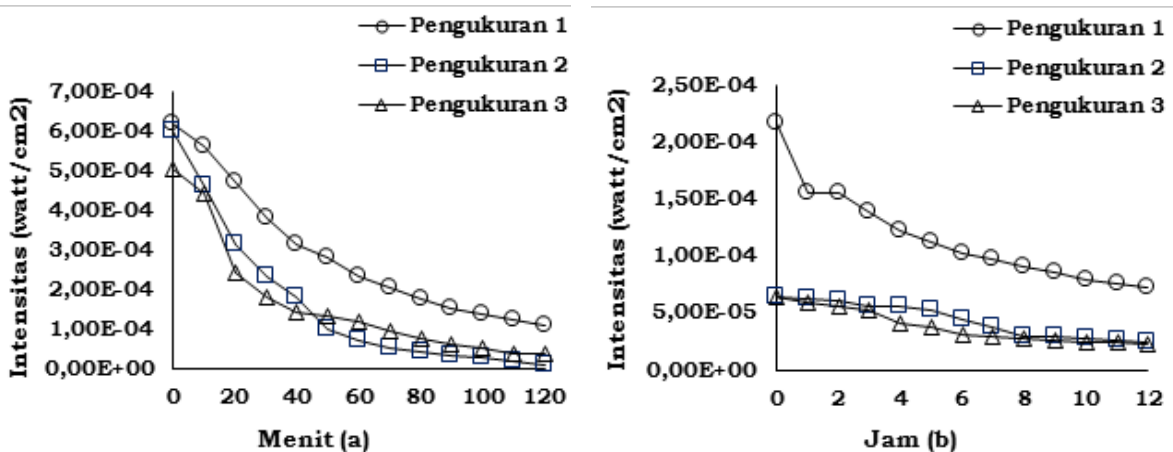 Pengukuran 1
Pengukuran 2
Pengukuran 3
Intensitas (watt/cm2)
7,00E-04
6,00E-04
5,00E-04
4,00E-04
3,00E-04
2,00E-04
1,00E-04
0,00E+00
0 20 40 60 80 100 120
Menit (a)
Pengukuran 1
Pengukuran 2
Pengukuran 3
Intensitas (watt/cm2)
2,50E-04
2,00E-04
1,50E-04
1,00E-04
5,00E-05
0,00E+00
0 2 4 6 8 10 12
Jam (b)